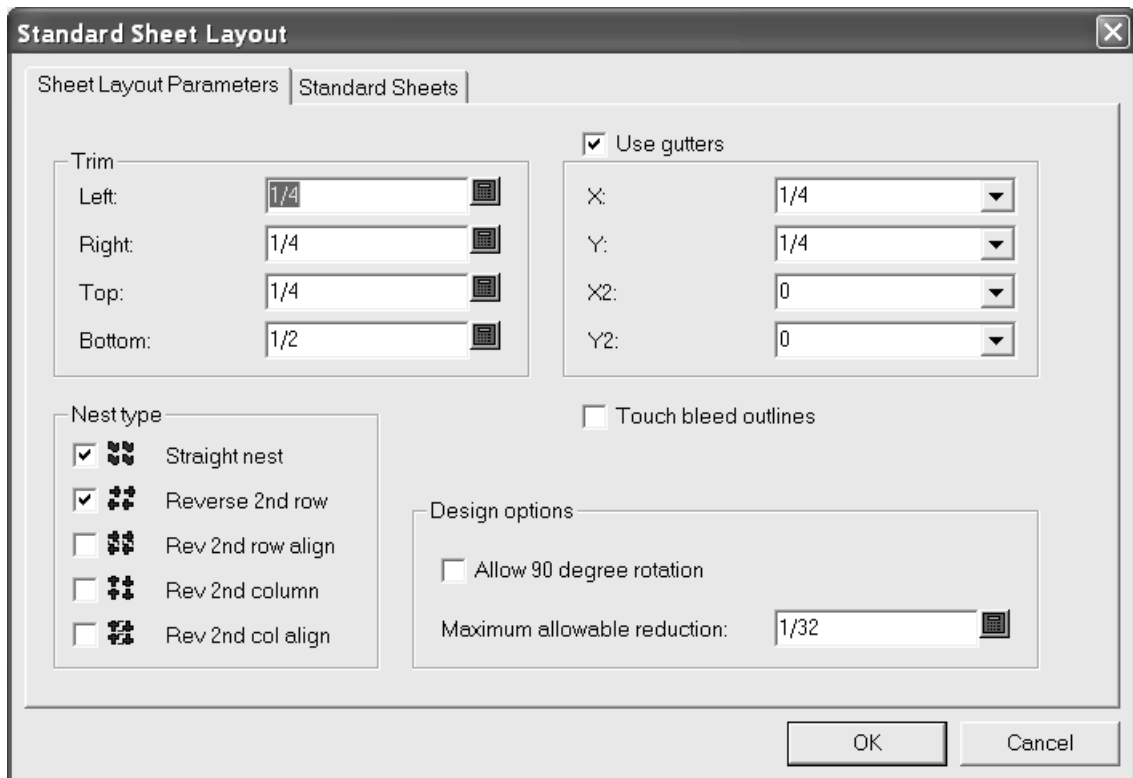 Standard Sheet Layout
Sheet Layout Parameters
Standard Sheets
Trim
Left: 1/4
Right: 1/4
Top: 1/4
Bottom: 1/2
Use gutters
X: 1/4
Y: 1/4
X2: 0
Y2: 0
Touch bleed outlines
Nest type
Straight nest
Reverse 2nd row
Rev 2nd row align
Rev 2nd column
Rev 2nd col align
Design options
Allow 90 degree rotation
Maximum allowable reduction: 1/32
OK
Cancel